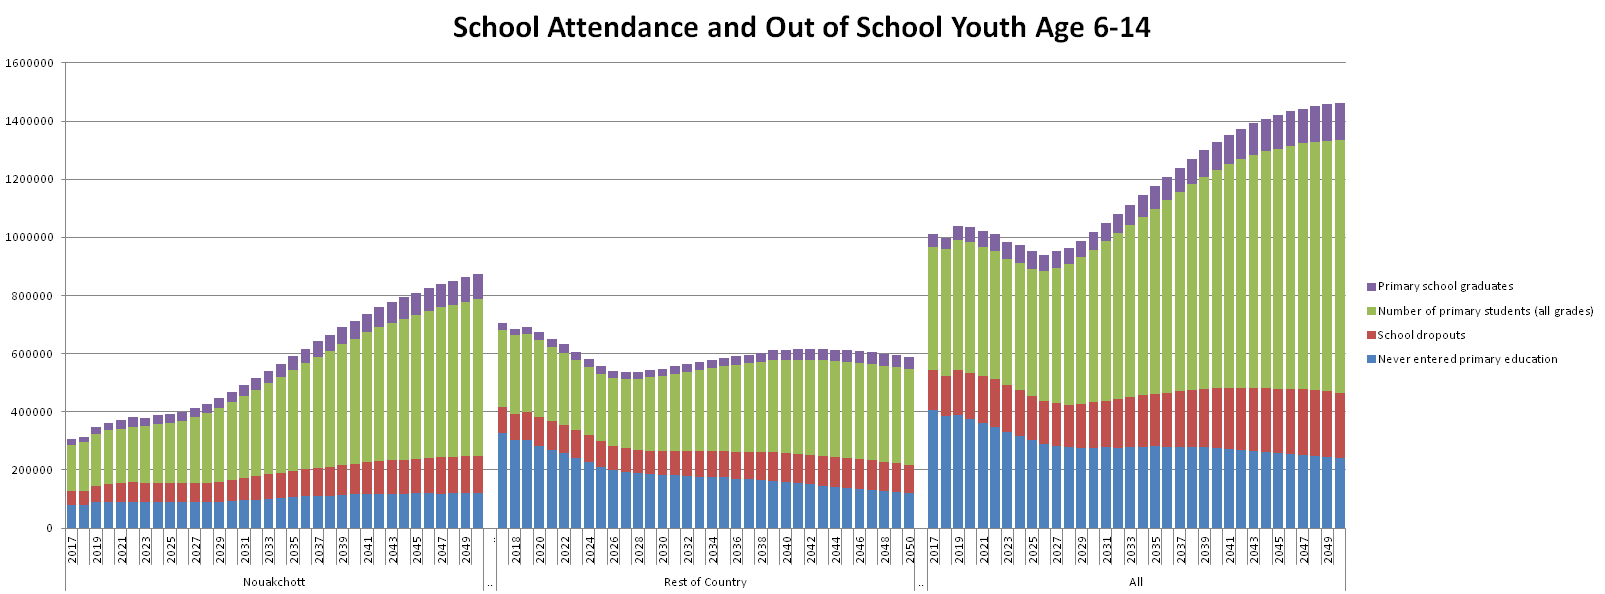 School Attendance and Out of School Youth Age 6-14
1600000
1400000
1200000
1000000
800000
600000
400000
200000
0
2017 2019 2021 2023 2025 2027 2029 2031 2033 2035 2037 2039 2041 2043 2045 2047 2049 .. 2018 2020 2022 2024 2026 2028 2030 2032 2034 2036 2038 2040 2042 2044 2046 2048 2050 2017 2019 2021 2023 2025 2027 2029 2031 2033 2035 2037 2039 2041 2043 2045 2047 2049
Nouakchott .. Rest of Country .. All
Primary school graduates
Number of primary students (all grades)
School dropouts
Never entered primary education